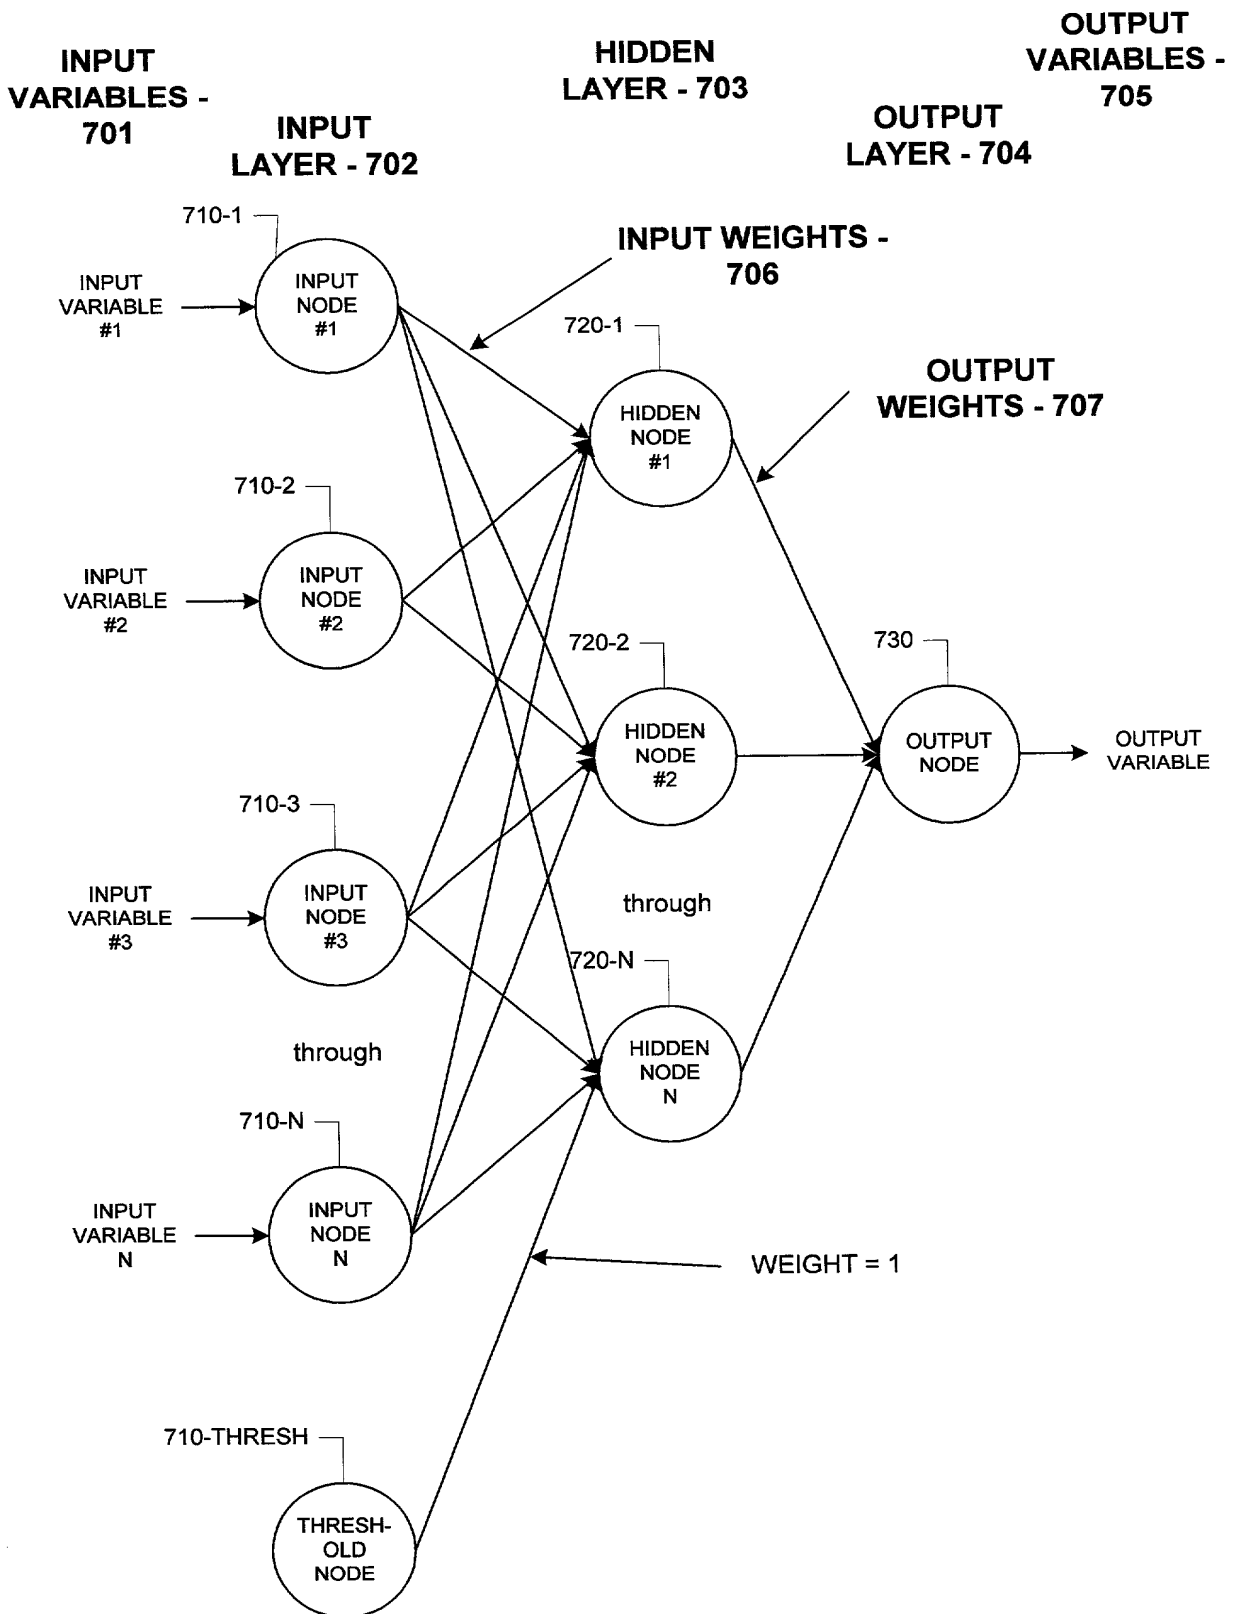 INPUT
VARIABLES -
701
INPUT
LAYER - 702
HIDDEN
LAYER - 703
OUTPUT
LAYER - 704
OUTPUT
VARIABLES -
705
710-1
INPUT
VARIABLE
#1
INPUT
NODE
#1
INPUT WEIGHTS -
706
720-1
HIDDEN
NODE
#1
OUTPUT
WEIGHTS - 707
710-2
INPUT
VARIABLE
#2
INPUT
NODE
#2
720-2
HIDDEN
NODE
#2
730
OUTPUT
NODE
OUTPUT
VARIABLE
710-3
INPUT
VARIABLE
#3
INPUT
NODE
#3
through
720-N
HIDDEN
NODE
N
through
710-N
INPUT
VARIABLE
N
INPUT
NODE
N
WEIGHT = 1
710-THRESH
THRESH-
OLD
NODE